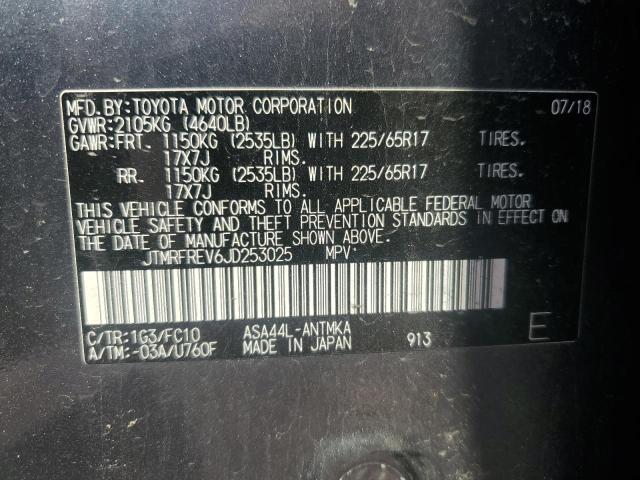 MFD.BY:TOYOTA MOTOR CORPORATION 07/18
GVWR:2105KG (4640LB)
GAWR:FRT. 1150KG (2535LB) WITH 225/65R17 TIRES.
17X7J RIMS.
RR. 1150KG (2535LB) WITH 225/65R17 TIRES.
17X7J RIMS.
THIS VEHICLE CONFORMS TO ALL APPLICABLE FEDERAL MOTOR
VEHICLE SAFETY AND THEFT PREVENTION STANDARDS IN EFFECT ON
THE DATE OF MANUFACTURE SHOWN ABOVE.
JTMRFREV6JD253025 MPV:
C/TR:1G3/FC10 ASA44L-ANTMKA 913 E
A/TM:-03A/U760F MADE IN JAPAN